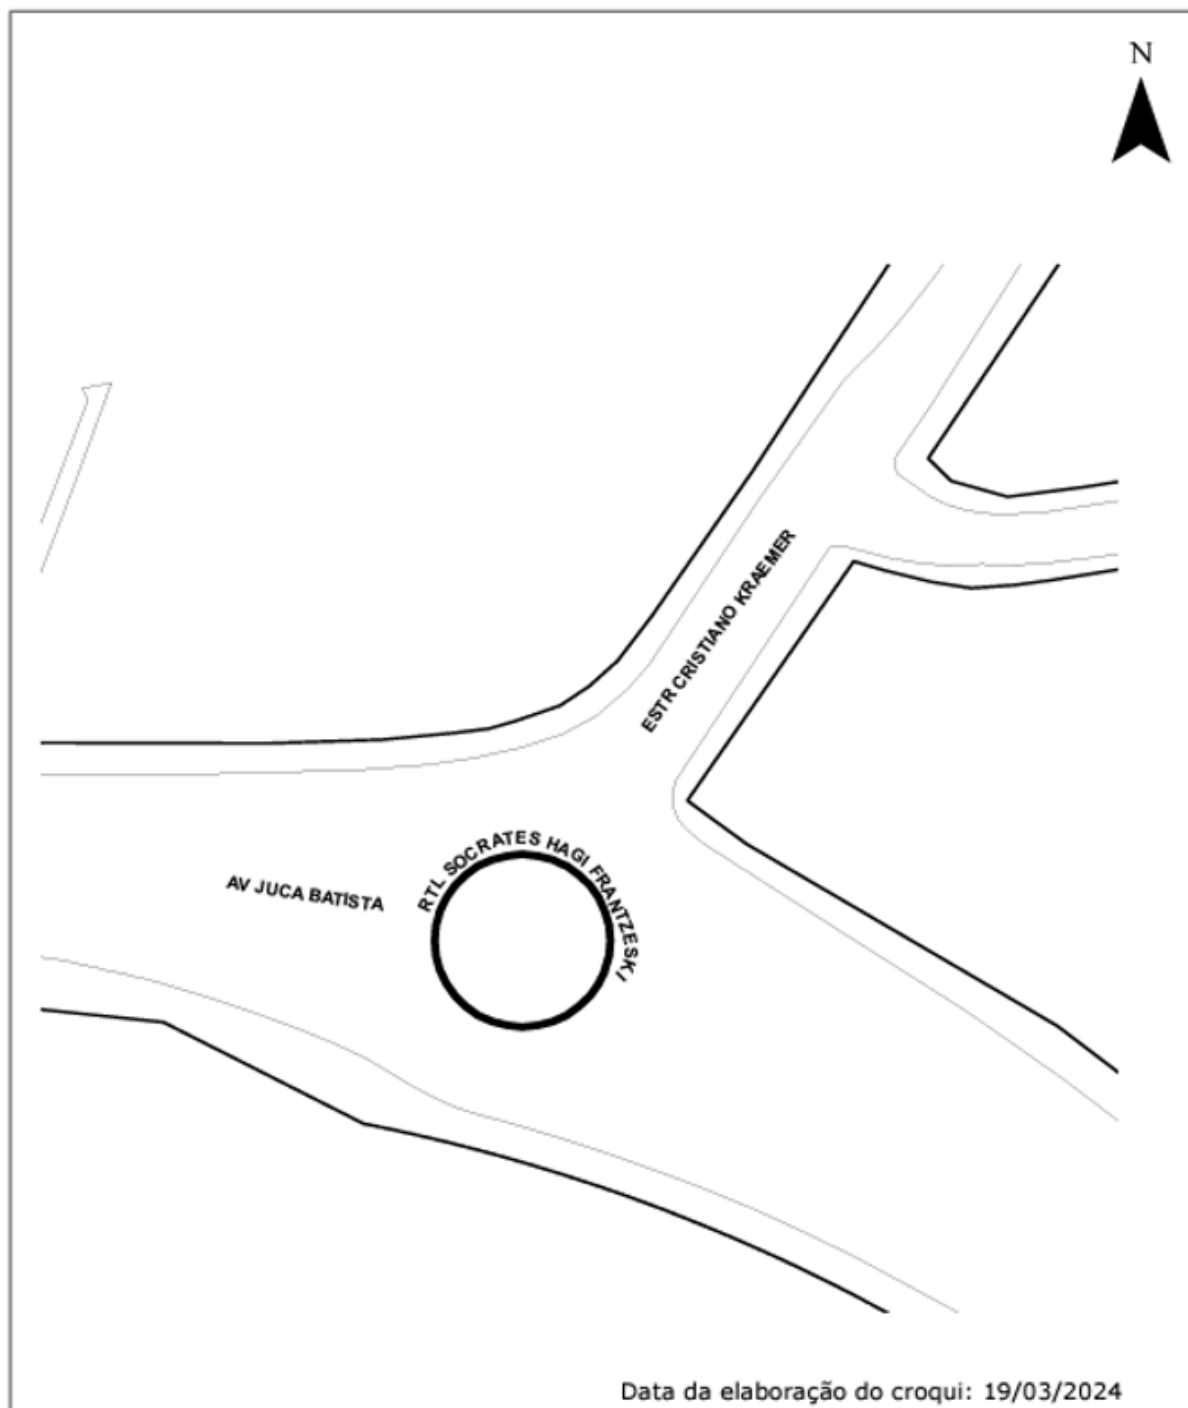 N
ESTR CRISTIANO KRAEMER
RTL SOCRATES HAGI FRANTZESKI
AV JUCA BATISTA
Data da elaboração do croqui: 19/03/2024